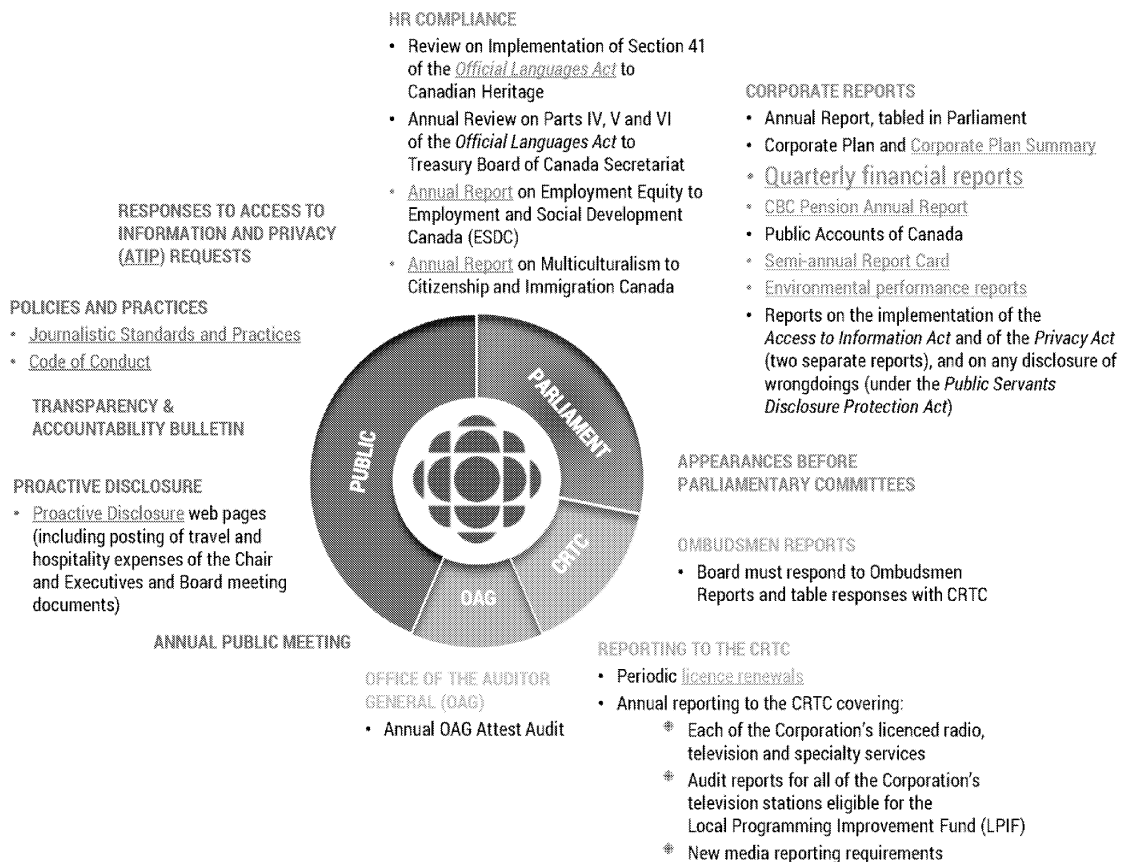 HR COMPLIANCE
• Review on Implementation of Section 41
of the Official Languages Act to
Canadian Heritage
• Annual Review on Parts IV, V and VI
of the Official Languages Act to
Treasury Board of Canada Secretariat
• Annual Report on Employment Equity to
Employment and Social Development
Canada (ESDC)
• Annual Report on Multiculturalism to
Citizenship and Immigration Canada
CORPORATE REPORTS
• Annual Report, tabled in Parliament
• Corporate Plan and Corporate Plan Summary
• Quarterly financial reports
• CBC Pension Annual Report
• Public Accounts of Canada
• Semi-annual Report Card
• Environmental performance reports
• Reports on the implementation of the
Access to Information Act and of the Privacy Act
(two separate reports), and on any disclosure of
wrongdoings (under the Public Servants
Disclosure Protection Act)
RESPONSES TO ACCESS TO
INFORMATION AND PRIVACY
(ATIP) REQUESTS
POLICIES AND PRACTICES
• Journalistic Standards and Practices
• Code of Conduct
TRANSPARENCY &
ACCOUNTABILITY BULLETIN
PROACTIVE DISCLOSURE
• Proactive Disclosure web pages
(including posting of travel and
hospitality expenses of the Chair
and Executives and Board meeting
documents)
ANNUAL PUBLIC MEETING
PUBLIC
PARLIAMENT
CRTC
OAG
APPEARANCES BEFORE
PARLIAMENTARY COMMITTEES
OMBUDSMEN REPORTS
• Board must respond to Ombudsmen
Reports and table responses with CRTC
OFFICE OF THE AUDITOR
GENERAL (OAG)
• Annual OAG Attest Audit
REPORTING TO THE CRTC
• Periodic licence renewals
• Annual reporting to the CRTC covering:
Each of the Corporation's licenced radio,
television and specialty services
Audit reports for all of the Corporation's
television stations eligible for the
Local Programming Improvement Fund (LPIF)
New media reporting requirements